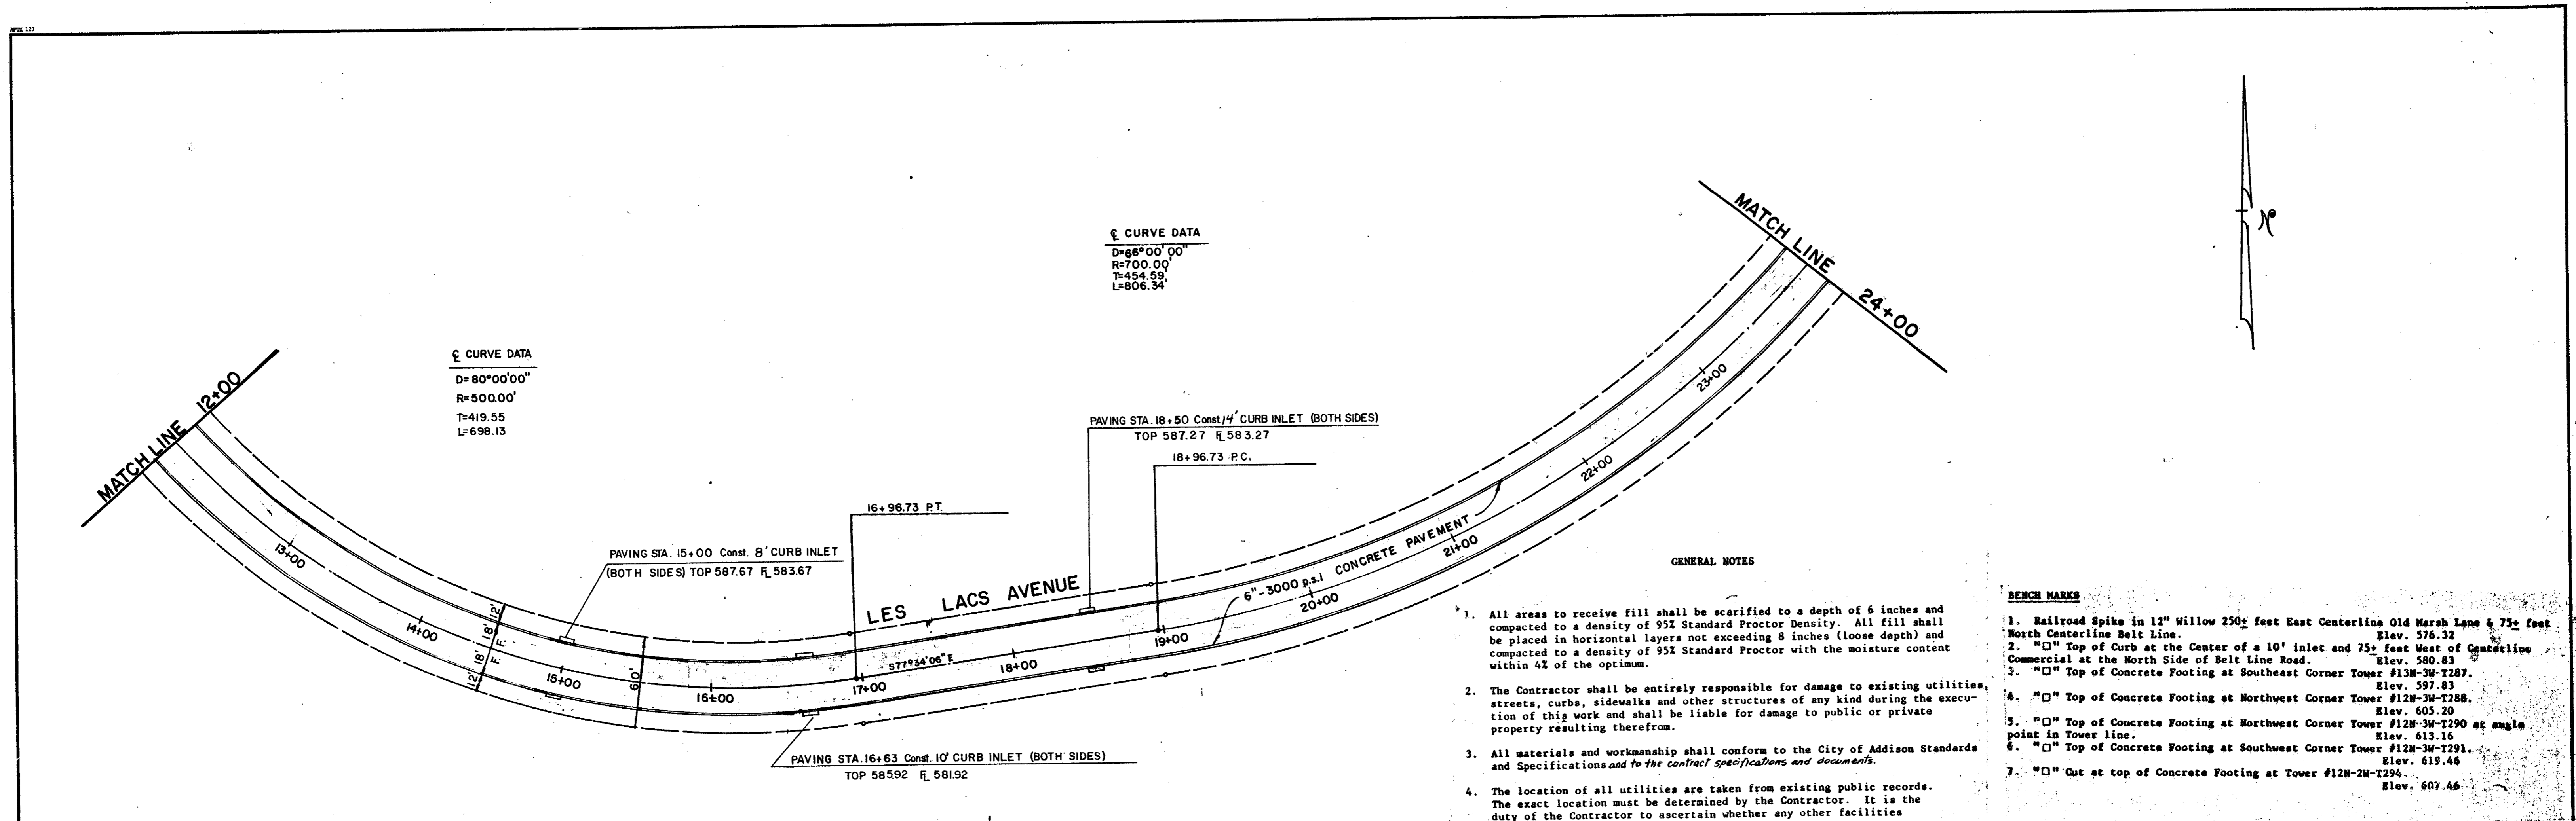 APTX 127
MATCH LINE 12+00
℄ CURVE DATA
D=80°00'00"
R=500.00'
T=419.55
L=698.13
℄ CURVE DATA
D=66°00'00"
R=700.00'
T=454.59'
L=806.34'
MATCH LINE 24+00
N
PAVING STA. 18+50 Const 14' CURB INLET (BOTH SIDES)
TOP 587.27 FL 583.27
18+96.73 P.C.
16+96.73 P.T.
PAVING STA. 15+00 Const. 8' CURB INLET
(BOTH SIDES) TOP 587.67 FL 583.67
LES LACS AVENUE
6"-3000 p.s.i CONCRETE PAVEMENT
S77°34'06"E
13+00
14+00
15+00
16+00
17+00
18+00
19+00
20+00
21+00
22+00
23+00
12'
18'
F. F.
18'
12'
60'
PAVING STA. 16+63 Const. 10' CURB INLET (BOTH SIDES)
TOP 585.92 FL 581.92
GENERAL NOTES
1. All areas to receive fill shall be scarified to a depth of 6 inches and
compacted to a density of 95% Standard Proctor Density. All fill shall
be placed in horizontal layers not exceeding 8 inches (loose depth) and
compacted to a density of 95% Standard Proctor with the moisture content
within 4% of the optimum.
2. The Contractor shall be entirely responsible for damage to existing utilities,
streets, curbs, sidewalks and other structures of any kind during the execu-
tion of this work and shall be liable for damage to public or private
property resulting therefrom.
3. All materials and workmanship shall conform to the City of Addison Standards
and Specifications and to the contract specifications and documents.
4. The location of all utilities are taken from existing public records.
The exact location must be determined by the Contractor. It is the
duty of the Contractor to ascertain whether any other facilities
BENCH MARKS
1. Railroad Spike in 12" Willow 250± feet East Centerline Old Marsh Lane & 75± feet
North Centerline Belt Line. Elev. 576.32
2. "□" Top of Curb at the Center of a 10' inlet and 75± feet West of Centerline
Commercial at the North Side of Belt Line Road. Elev. 580.83
3. "□" Top of Concrete Footing at Southeast Corner Tower #13N-3W-T287.
Elev. 597.83
4. "□" Top of Concrete Footing at Northwest Corner Tower #12N-3W-T288.
Elev. 605.20
5. "□" Top of Concrete Footing at Northwest Corner Tower #12N-3W-T290 at angle
point in Tower line. Elev. 613.16
6. "□" Top of Concrete Footing at Southwest Corner Tower #12N-3W-T291.
Elev. 619.46
7. "□" Cut at top of Concrete Footing at Tower #12N-2W-T294.
Elev. 607.46